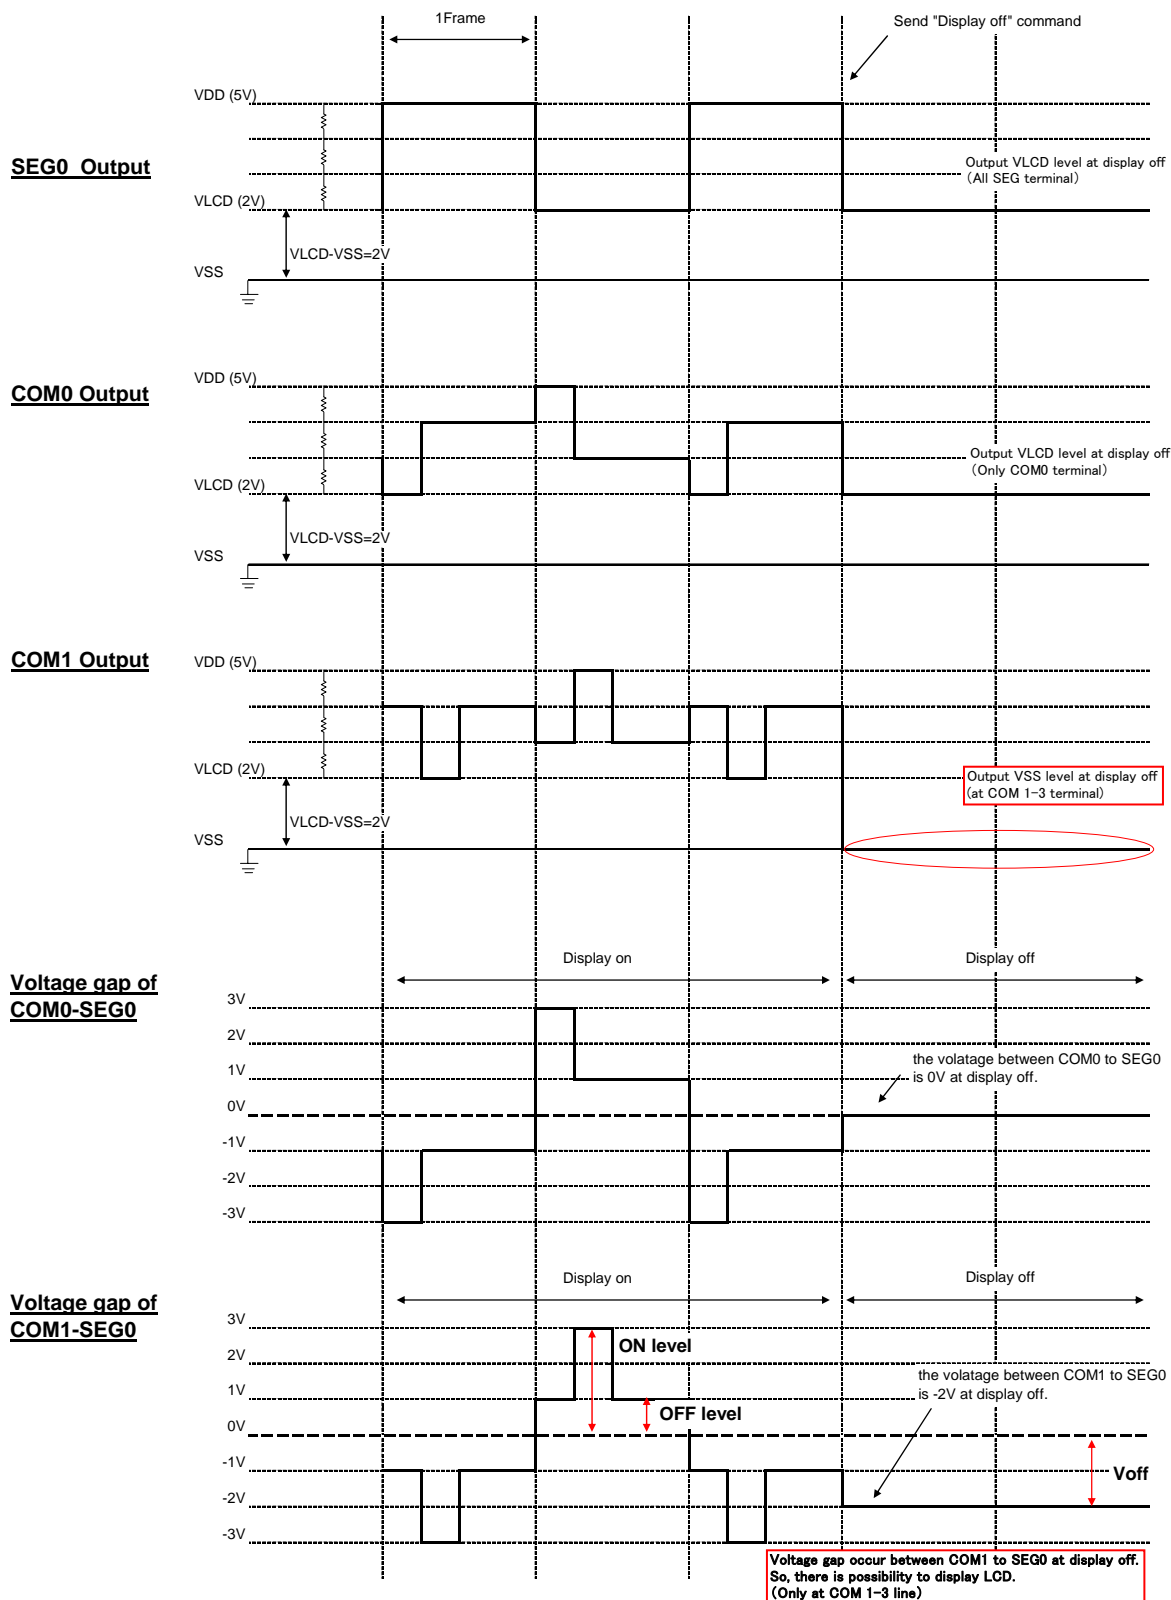 1Frame
Send "Display off" command
VDD (5V)
SEG0 Output
Output VLCD level at display off
(All SEG terminal)
VLCD (2V)
VLCD-VSS=2V
VSS
VDD (5V)
COM0 Output
Output VLCD level at display off
(Only COM0 terminal)
VLCD (2V)
VLCD-VSS=2V
VSS
COM1 Output
VDD (5V)
VLCD (2V)
Output VSS level at display off
(at COM 1-3 terminal)
VLCD-VSS=2V
VSS
Display on
Display off
Voltage gap of
COM0-SEG0
3V
2V
the volatage between COM0 to SEG0
is 0V at display off.
1V
0V
-1V
-2V
-3V
Display on
Display off
Voltage gap of
COM1-SEG0
3V
ON level
2V
the volatage between COM1 to SEG0
is -2V at display off.
1V
OFF level
0V
-1V
Voff
-2V
-3V
Voltage gap occur between COM1 to SEG0 at display off.
So, there is possibility to display LCD.
(Only at COM 1-3 line)